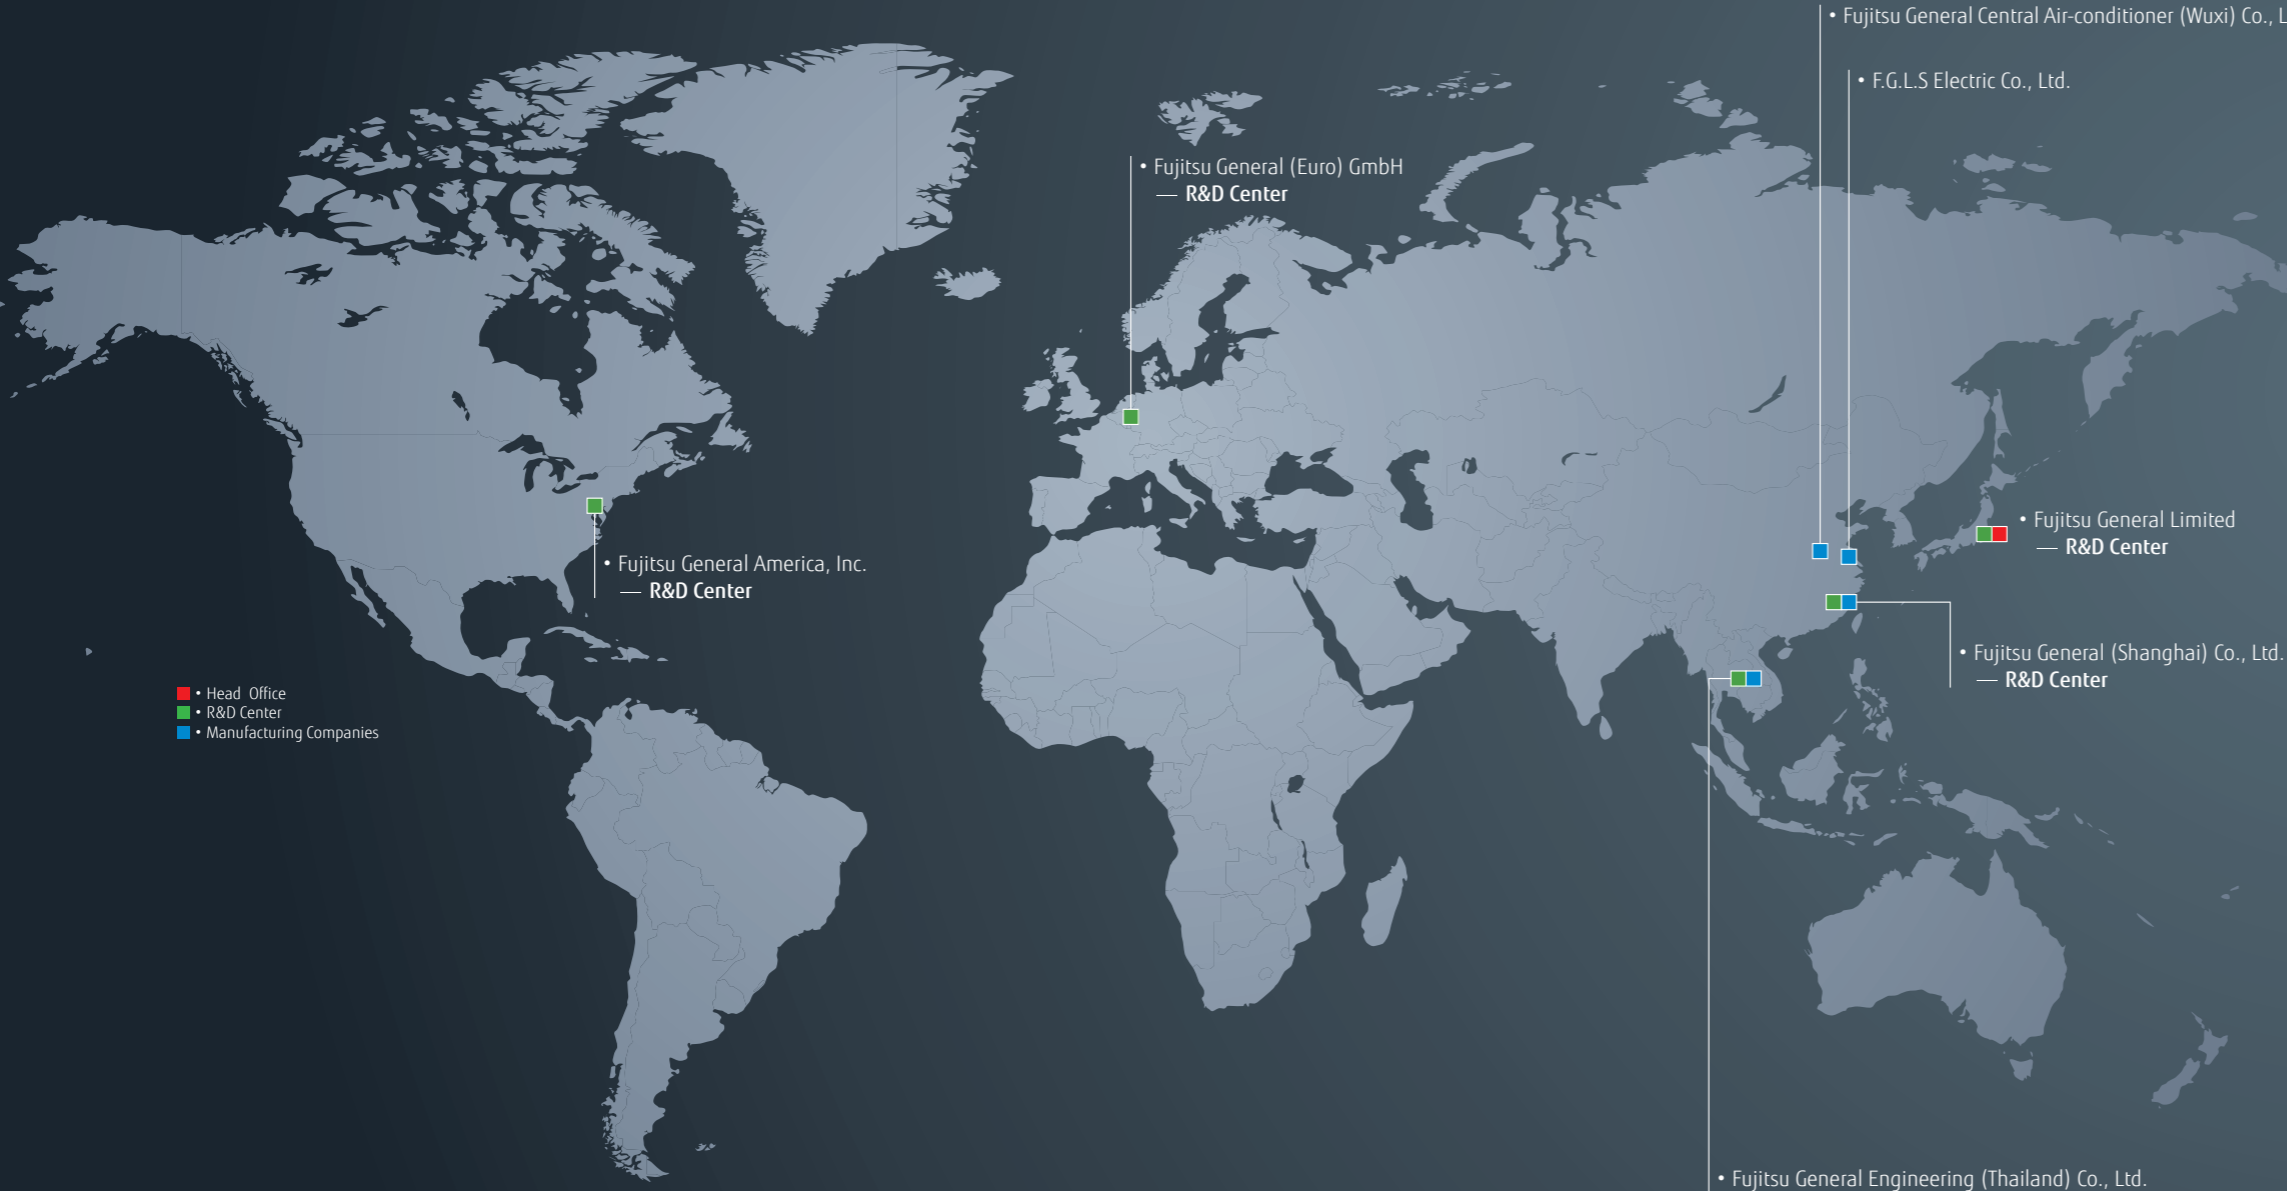 • Fujitsu General Central Air-conditioner (Wuxi) Co., L
• F.G.L.S Electric Co., Ltd.
• Fujitsu General (Euro) GmbH
— R&D Center
• Fujitsu General Limited
— R&D Center
• Fujitsu General America, Inc.
— R&D Center
• Fujitsu General (Shanghai) Co., Ltd.
— R&D Center
• Head Office
• R&D Center
• Manufacturing Companies
• Fujitsu General Engineering (Thailand) Co., Ltd.